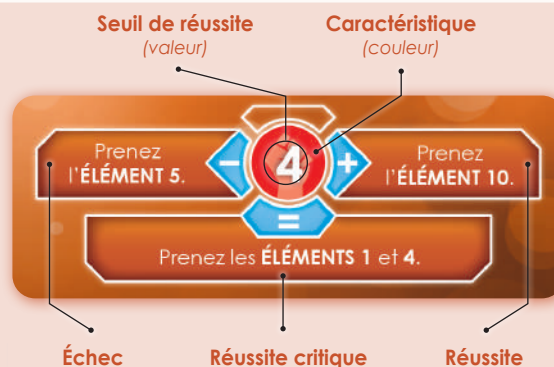 Seuil de réussite
(valeur)
Caractéristique
(couleur)
Prenez
l'ÉLÉMENT 5.
-
4
+
Prenez
l'ÉLÉMENT 10.
=
Prenez les ÉLÉMENTS 1 et 4.
Échec
Réussite critique
Réussite